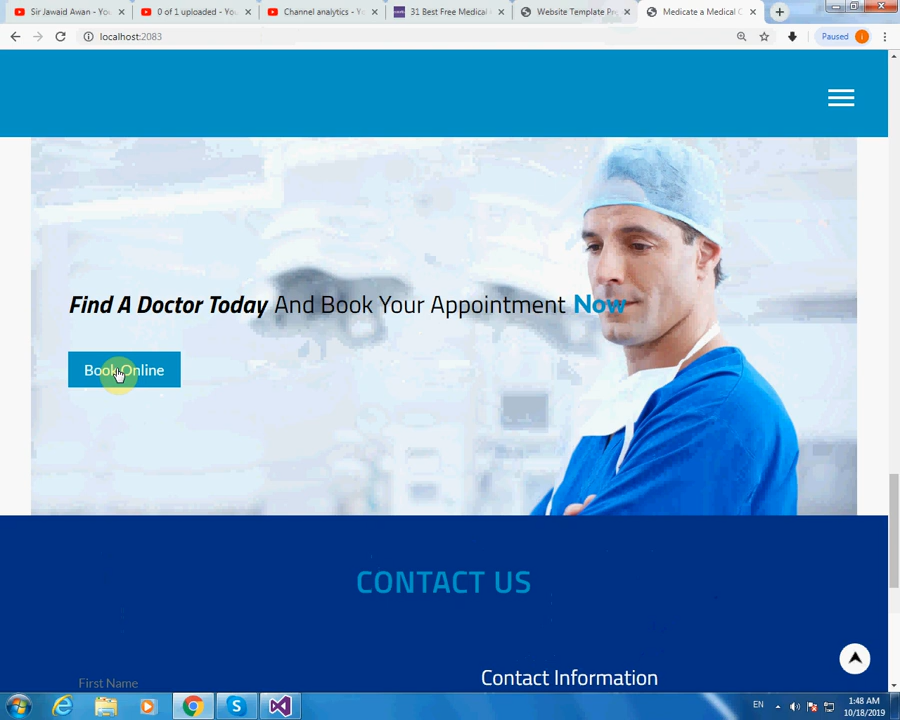 Sir Jawaid Awan - Yo
0 of 1 uploaded - Yo
Channel analytics - Yo
31 Best Free Medical
Website Template Pr
Medicate a Medical C
localhost:2083
Paused
Find A Doctor Today And Book Your Appointment Now
Book Online
CONTACT US
First Name
Contact Information
EN
1:48 AM
10/18/2019